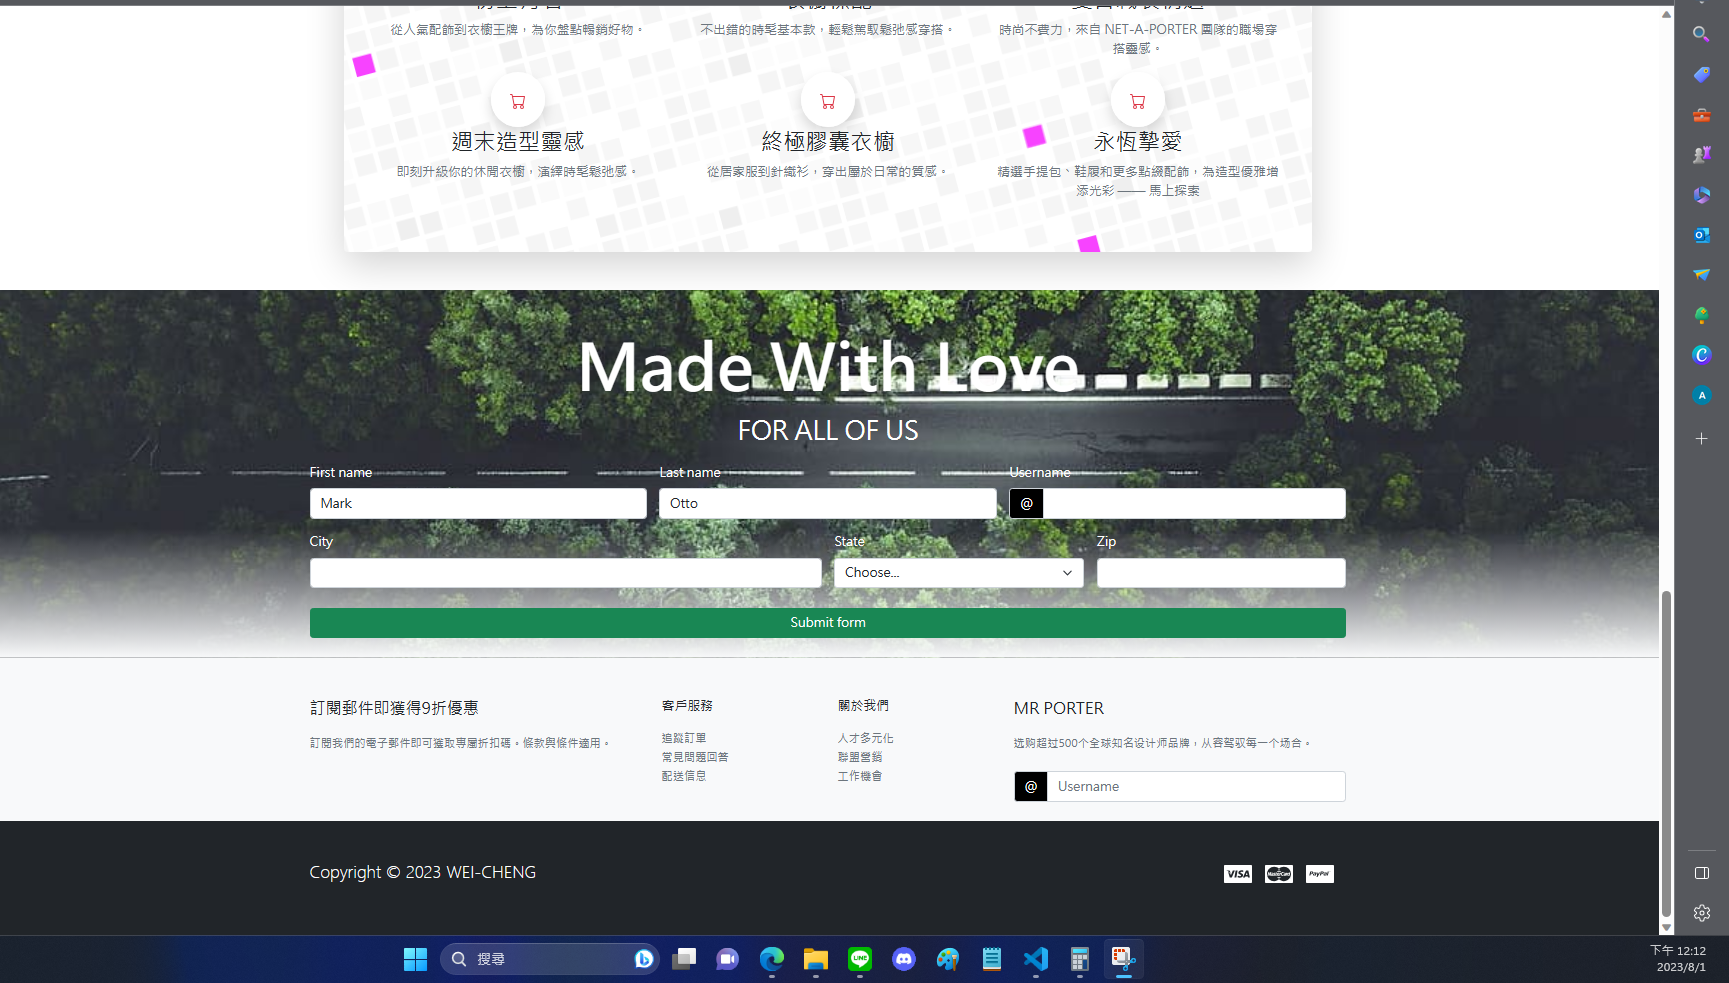 從人氣配飾到衣櫥王牌，為你盤點暢銷好物。
不出錯的時髦基本款，輕鬆駕馭鬆弛感穿搭。
時尚不費力，來自 NET-A-PORTER 團隊的職場穿
搭靈感。
週末造型靈感
即刻升級你的休閒衣櫥，演繹時髦鬆弛感。
終極膠囊衣櫥
從居家服到針織衫，穿出屬於日常的質感。
永恆摯愛
精選手提包、鞋履和更多點綴配飾，為造型優雅增
添光彩 —— 馬上探索
Made With Love
FOR ALL OF US
First name
Last name
Username
Mark
Otto
@
City
State
Zip
Choose...
Submit form
訂閱郵件即獲得9折優惠
訂閱我們的電子郵件即可獲取專屬折扣碼。條款與條件適用。
客戶服務
追蹤訂單
常見問題回答
配送信息
關於我們
人才多元化
聯盟營銷
工作機會
MR PORTER
选购超过500个全球知名设计师品牌，从容驾驭每一个场合。
@ Username
Copyright © 2023 WEI-CHENG
VISA
MasterCard
PayPal
搜尋
LINE
下午 12:12
2023/8/1